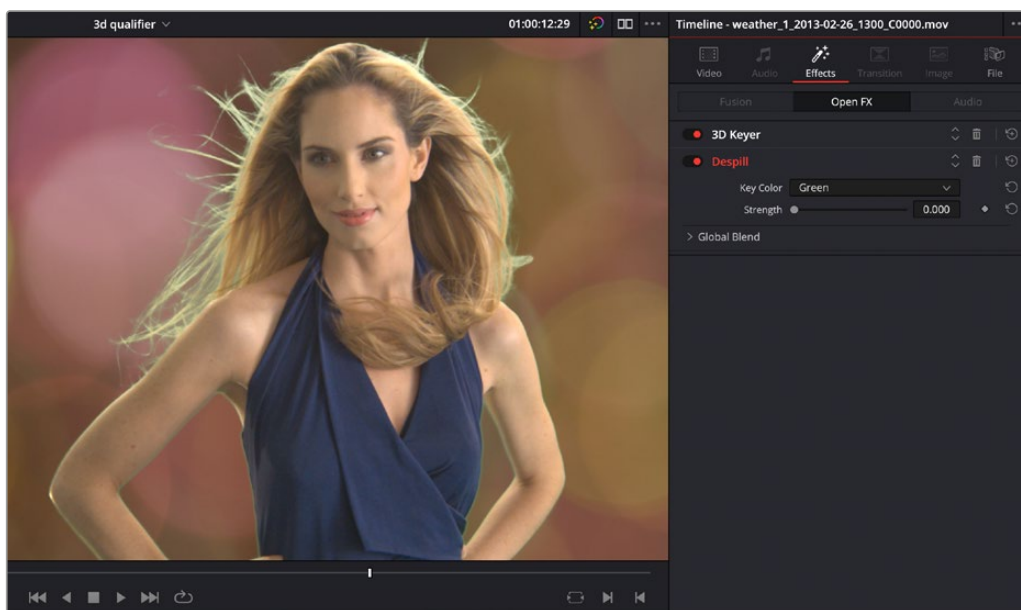 3d qualifier
01:00:12:29
Timeline - weather_1_2013-02-26_1300_C0000.mov
Video
Audio
Effects
Transition
Image
File
Fusion
Open FX
Audio
3D Keyer
Despill
Key Color
Green
Strength
0.000
Global Blend